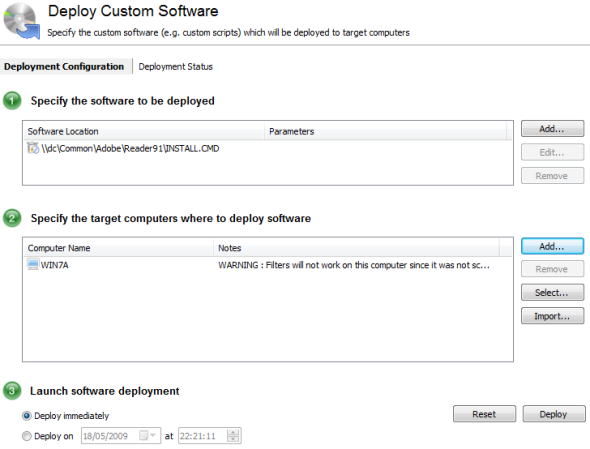 Deploy Custom Software
Specify the custom software (e.g. custom scripts) which will be deployed to target computers
Deployment Configuration Deployment Status
1 Specify the software to be deployed
Software Location Parameters Add...
\\dc\Common\Adobe\Reader91\INSTALL.CMD
Edit...
Remove
2 Specify the target computers where to deploy software
Computer Name Notes Add...
WIN7A WARNING : Filters will not work on this computer since it was not sc...
Remove
Select...
Import...
3 Launch software deployment
Deploy immediately Reset Deploy
Deploy on 18/05/2009 at 22:21:11